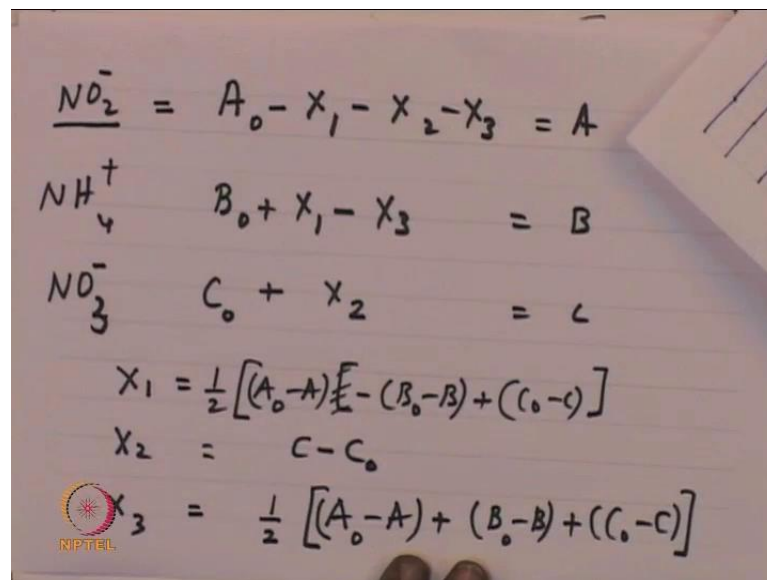 NO₂⁻ = A₀ - X₁ - X₂ - X₃ = A
NH₄⁺ B₀ + X₁ - X₃ = B
NO₃⁻ C₀ + X₂ = C
X₁ = 1/2 [(A₀-A) - (B₀-B) + (C₀-C)]
X₂ = C - C₀
X₃ = 1/2 [(A₀-A) + (B₀-B) + (C₀-C)]
NPTEL